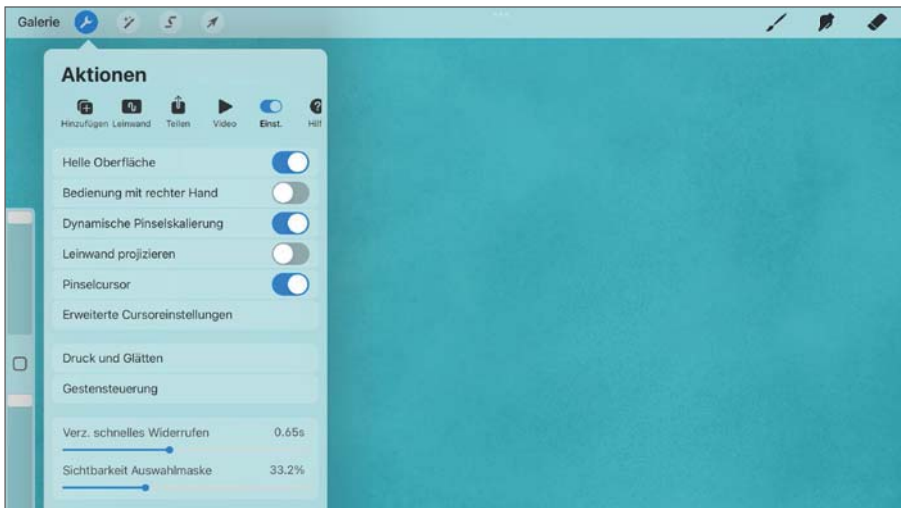 Galerie
Aktionen
Hinzufügen Leinwand Teilen Video Einst. Hilf
Helle Oberfläche
Bedienung mit rechter Hand
Dynamische Pinselskalierung
Leinwand projizieren
Pinselcursor
Erweiterte Cursoreinstellungen
Druck und Glätten
Gestensteuerung
Verz. schnelles Widerrufen 0.65s
Sichtbarkeit Auswahlmaske 33.2%